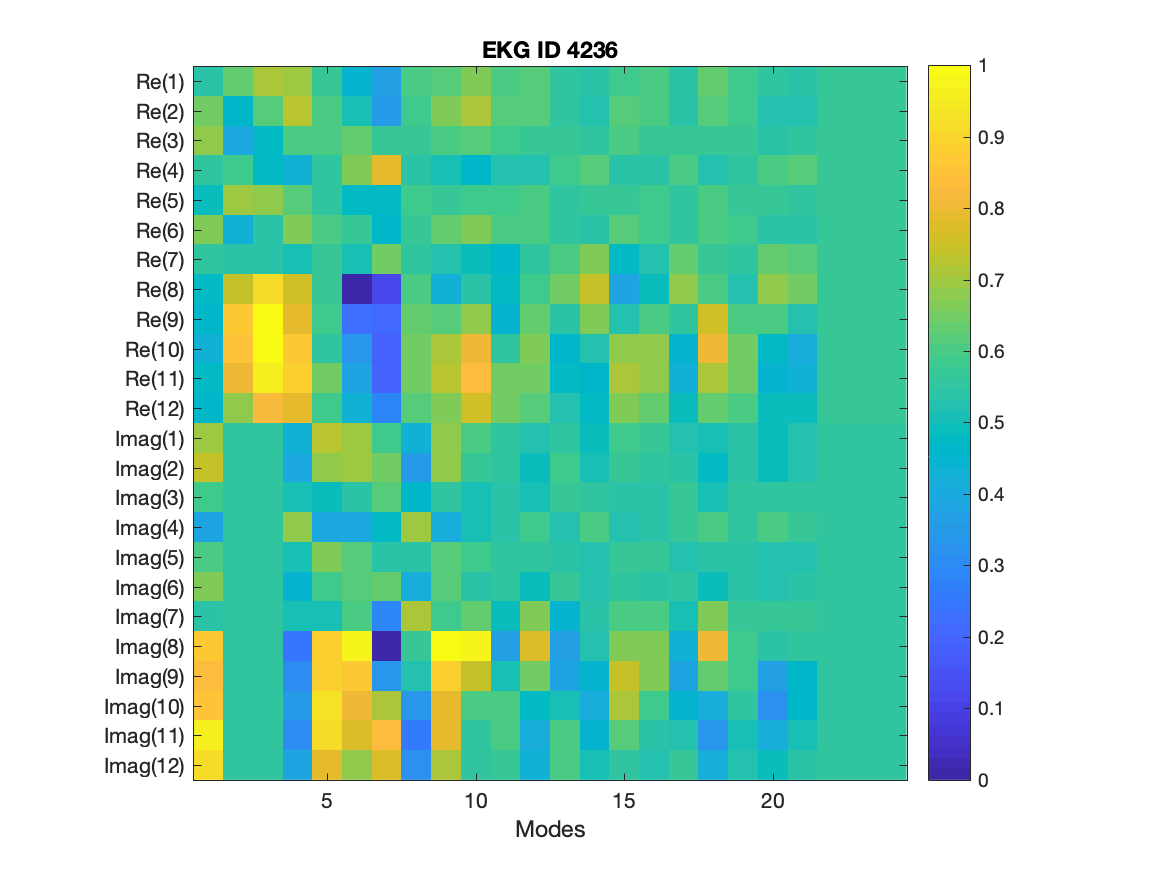 EKG ID 4236
Re(1)
Re(2)
Re(3)
Re(4)
Re(5)
Re(6)
Re(7)
Re(8)
Re(9)
Re(10)
Re(11)
Re(12)
Imag(1)
Imag(2)
Imag(3)
Imag(4)
Imag(5)
Imag(6)
Imag(7)
Imag(8)
Imag(9)
Imag(10)
Imag(11)
Imag(12)
5 10 15 20
Modes
1
0.9
0.8
0.7
0.6
0.5
0.4
0.3
0.2
0.1
0